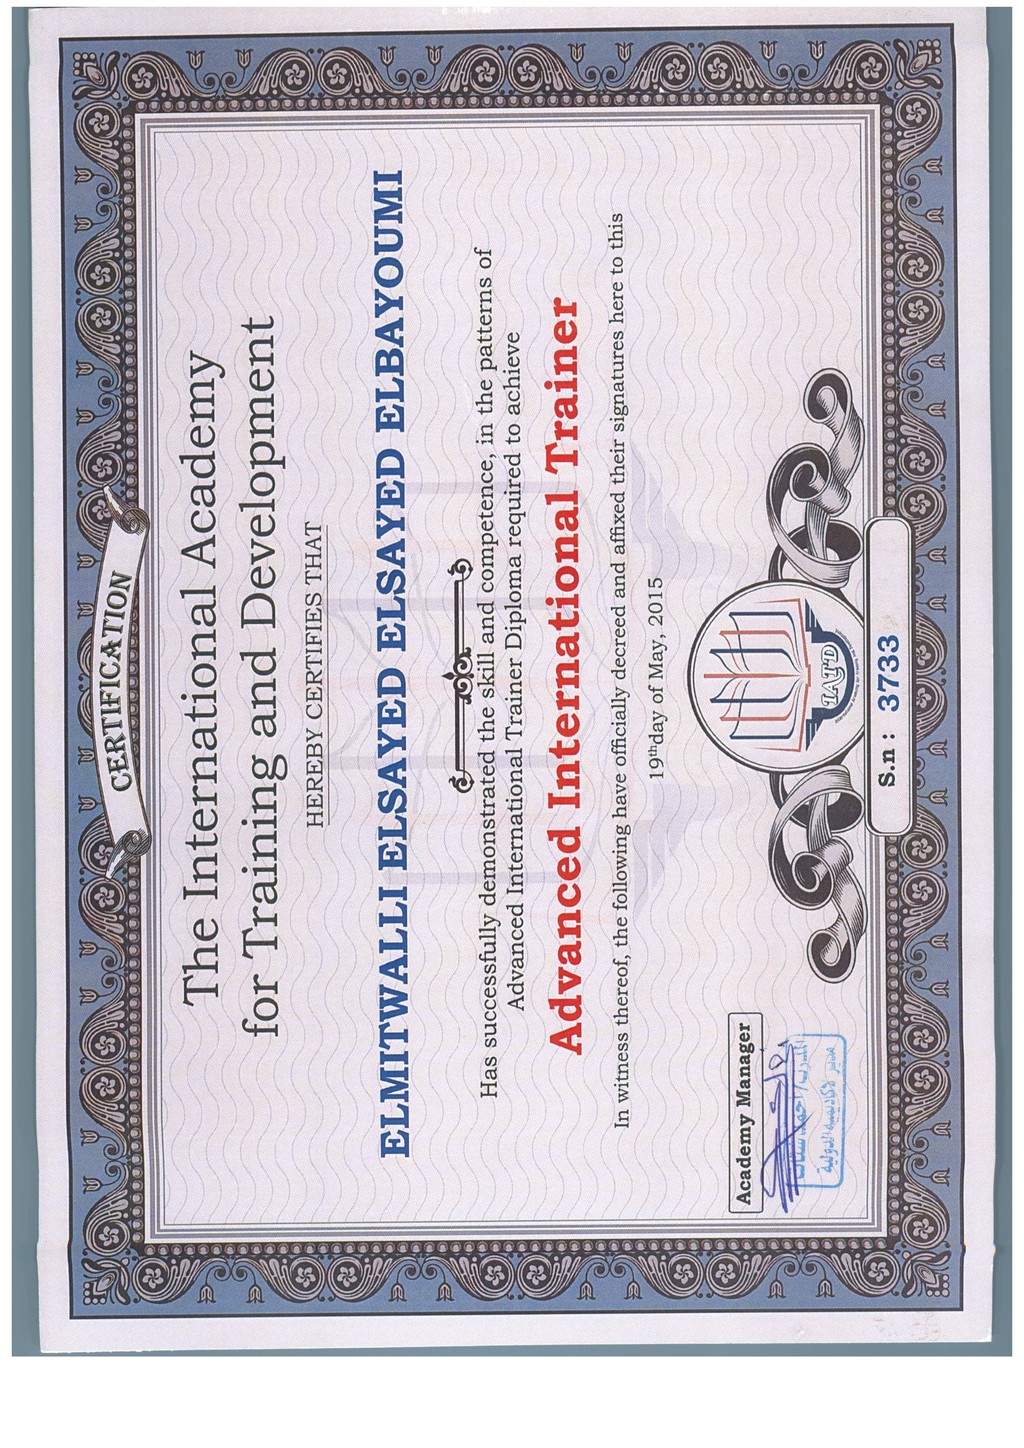 CERTIFICATION
The International Academy
for Training and Development
HEREBY CERTIFIES THAT
ELMITWALLI ELSAYED ELSAYED ELBAYOUMI
Has successfully demonstrated the skill and competence, in the patterns of
Advanced International Trainer Diploma required to achieve
Advanced International Trainer
In witness thereof, the following have officially decreed and affixed their signatures here to this
19thday of May, 2015
Academy Manager
IATD
S.n : 3733